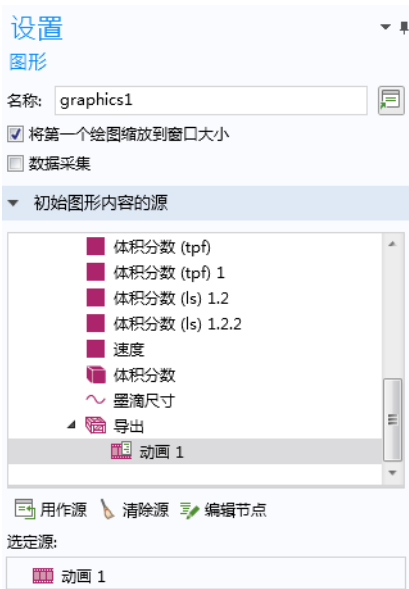 设置
图形
名称: graphics1
将第一个绘图缩放到窗口大小
数据采集
初始图形内容的源
体积分数 (tpf)
体积分数 (tpf) 1
体积分数 (ls) 1.2
体积分数 (ls) 1.2.2
速度
体积分数
墨滴尺寸
导出
动画 1
用作源 清除源 编辑节点
选定源:
动画 1